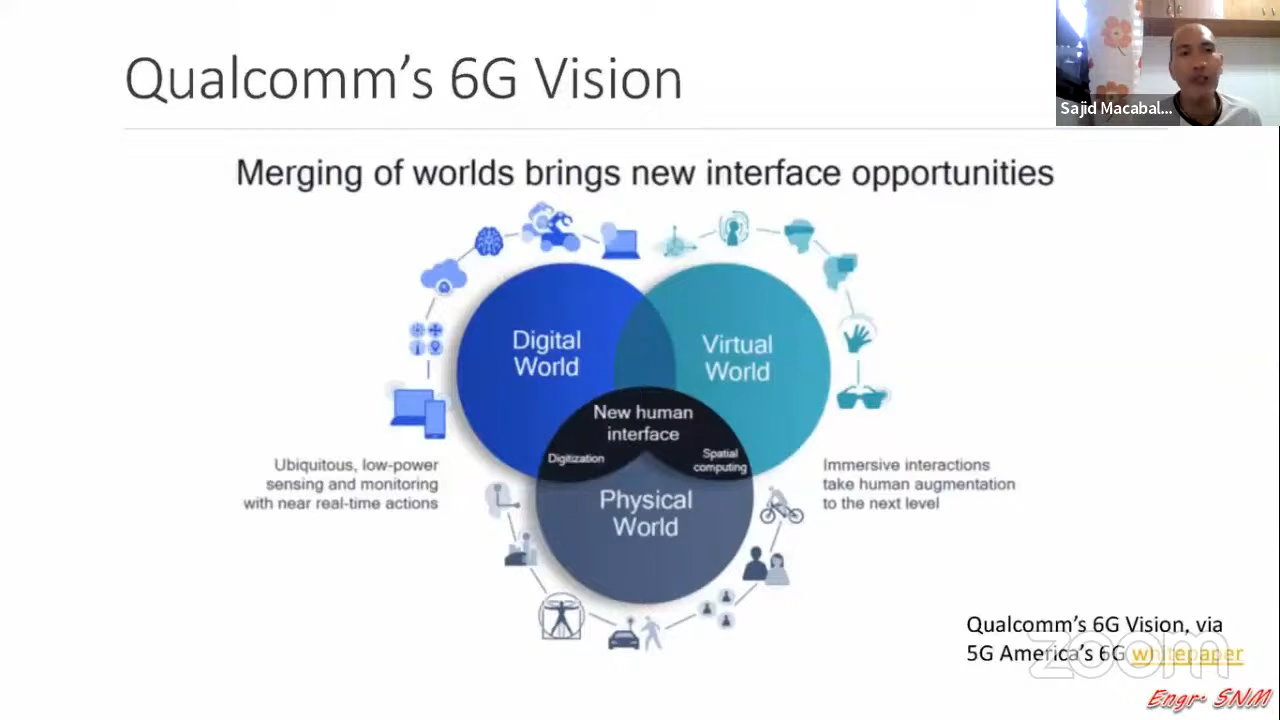 Qualcomm's 6G Vision
Sajid Macabal...
Merging of worlds brings new interface opportunities
Digital
World
Virtual
World
New human
interface
Digitization
Spatial
computing
Ubiquitous, low-power
sensing and monitoring
with near real-time actions
Immersive interactions
take human augmentation
to the next level
Physical
World
Qualcomm's 6G Vision, via
5G America's 6G whitepaper
zoom
Engr. SNM